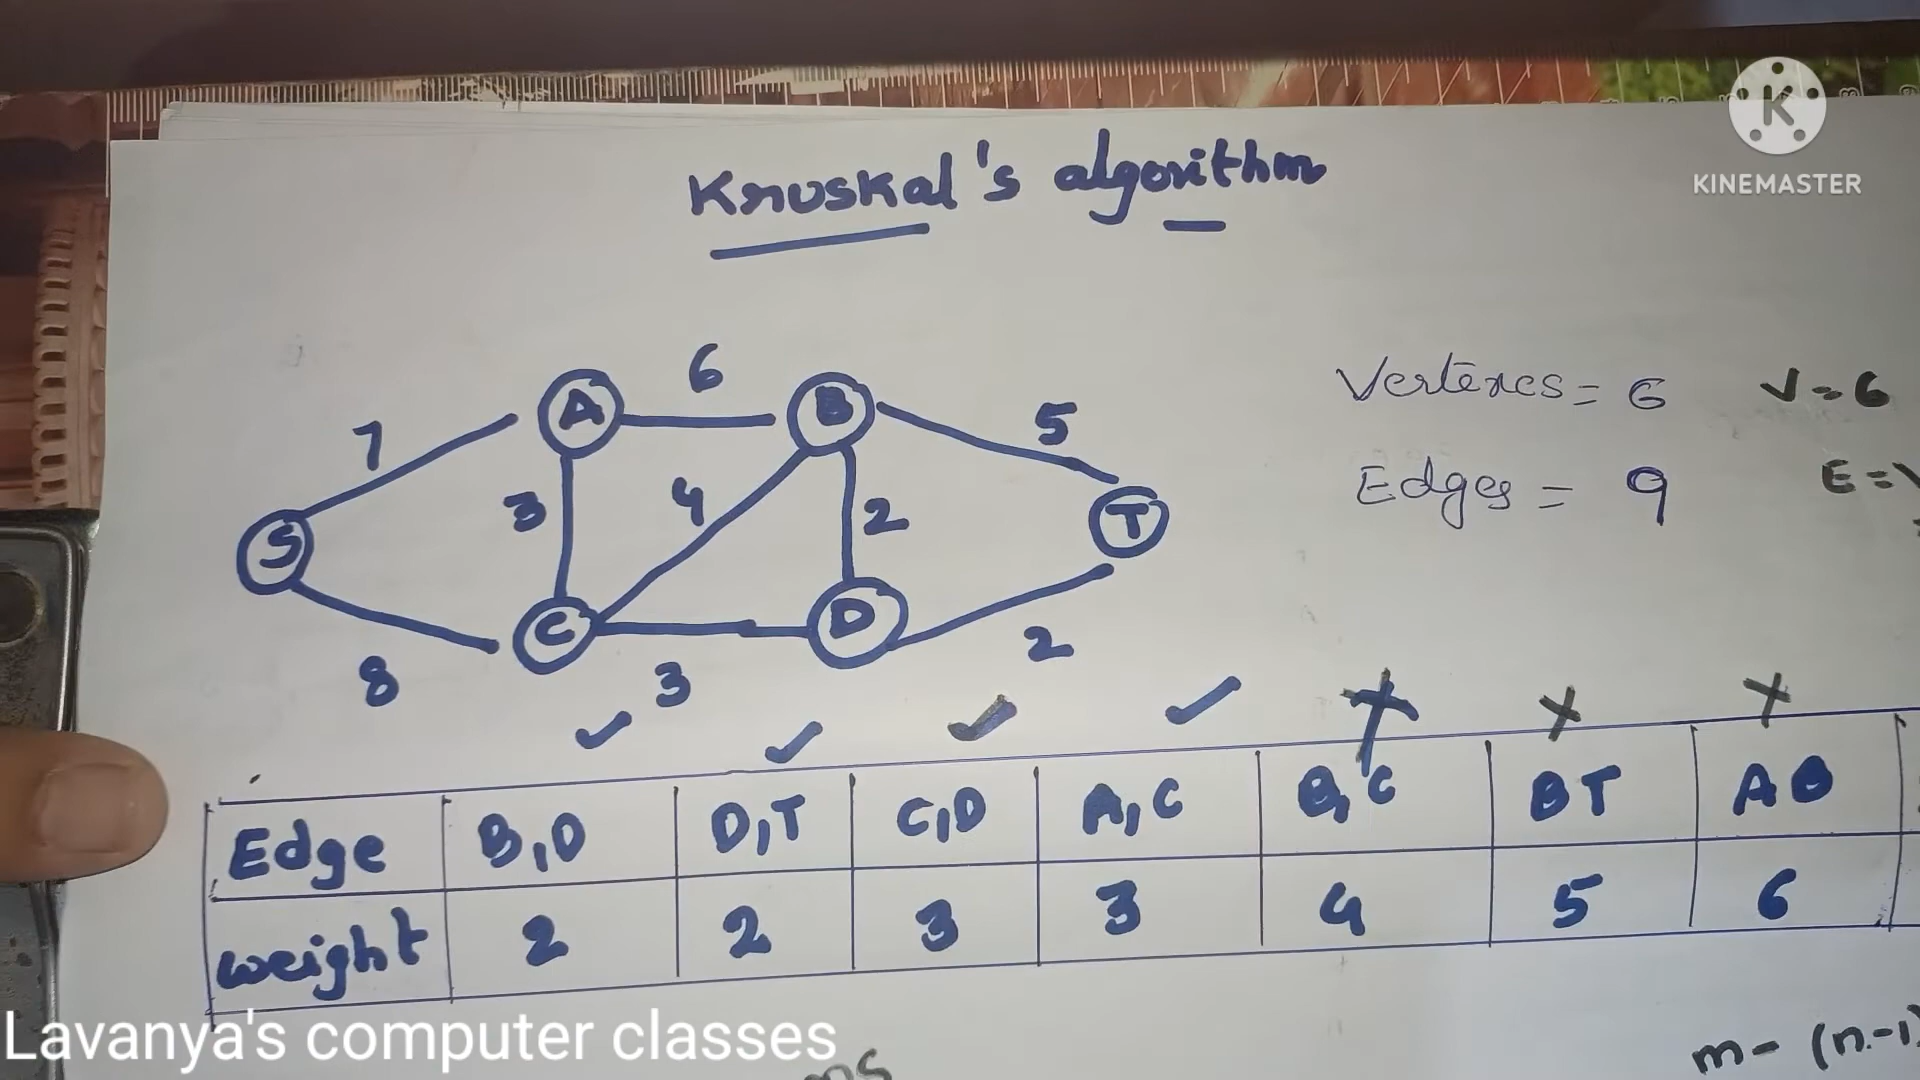 K
KINEMASTER
Kruskal's algorithm
7
6
5
A
B
S
3
4
2
T
C
D
8
3
2
Vertexes = 6 V=6
Edges = 9 E=
Edge B,D D,T C,D A,C B,C BT AB
weight 2 2 3 3 4 5 6
Lavanya's computer classes
m- (n-1)